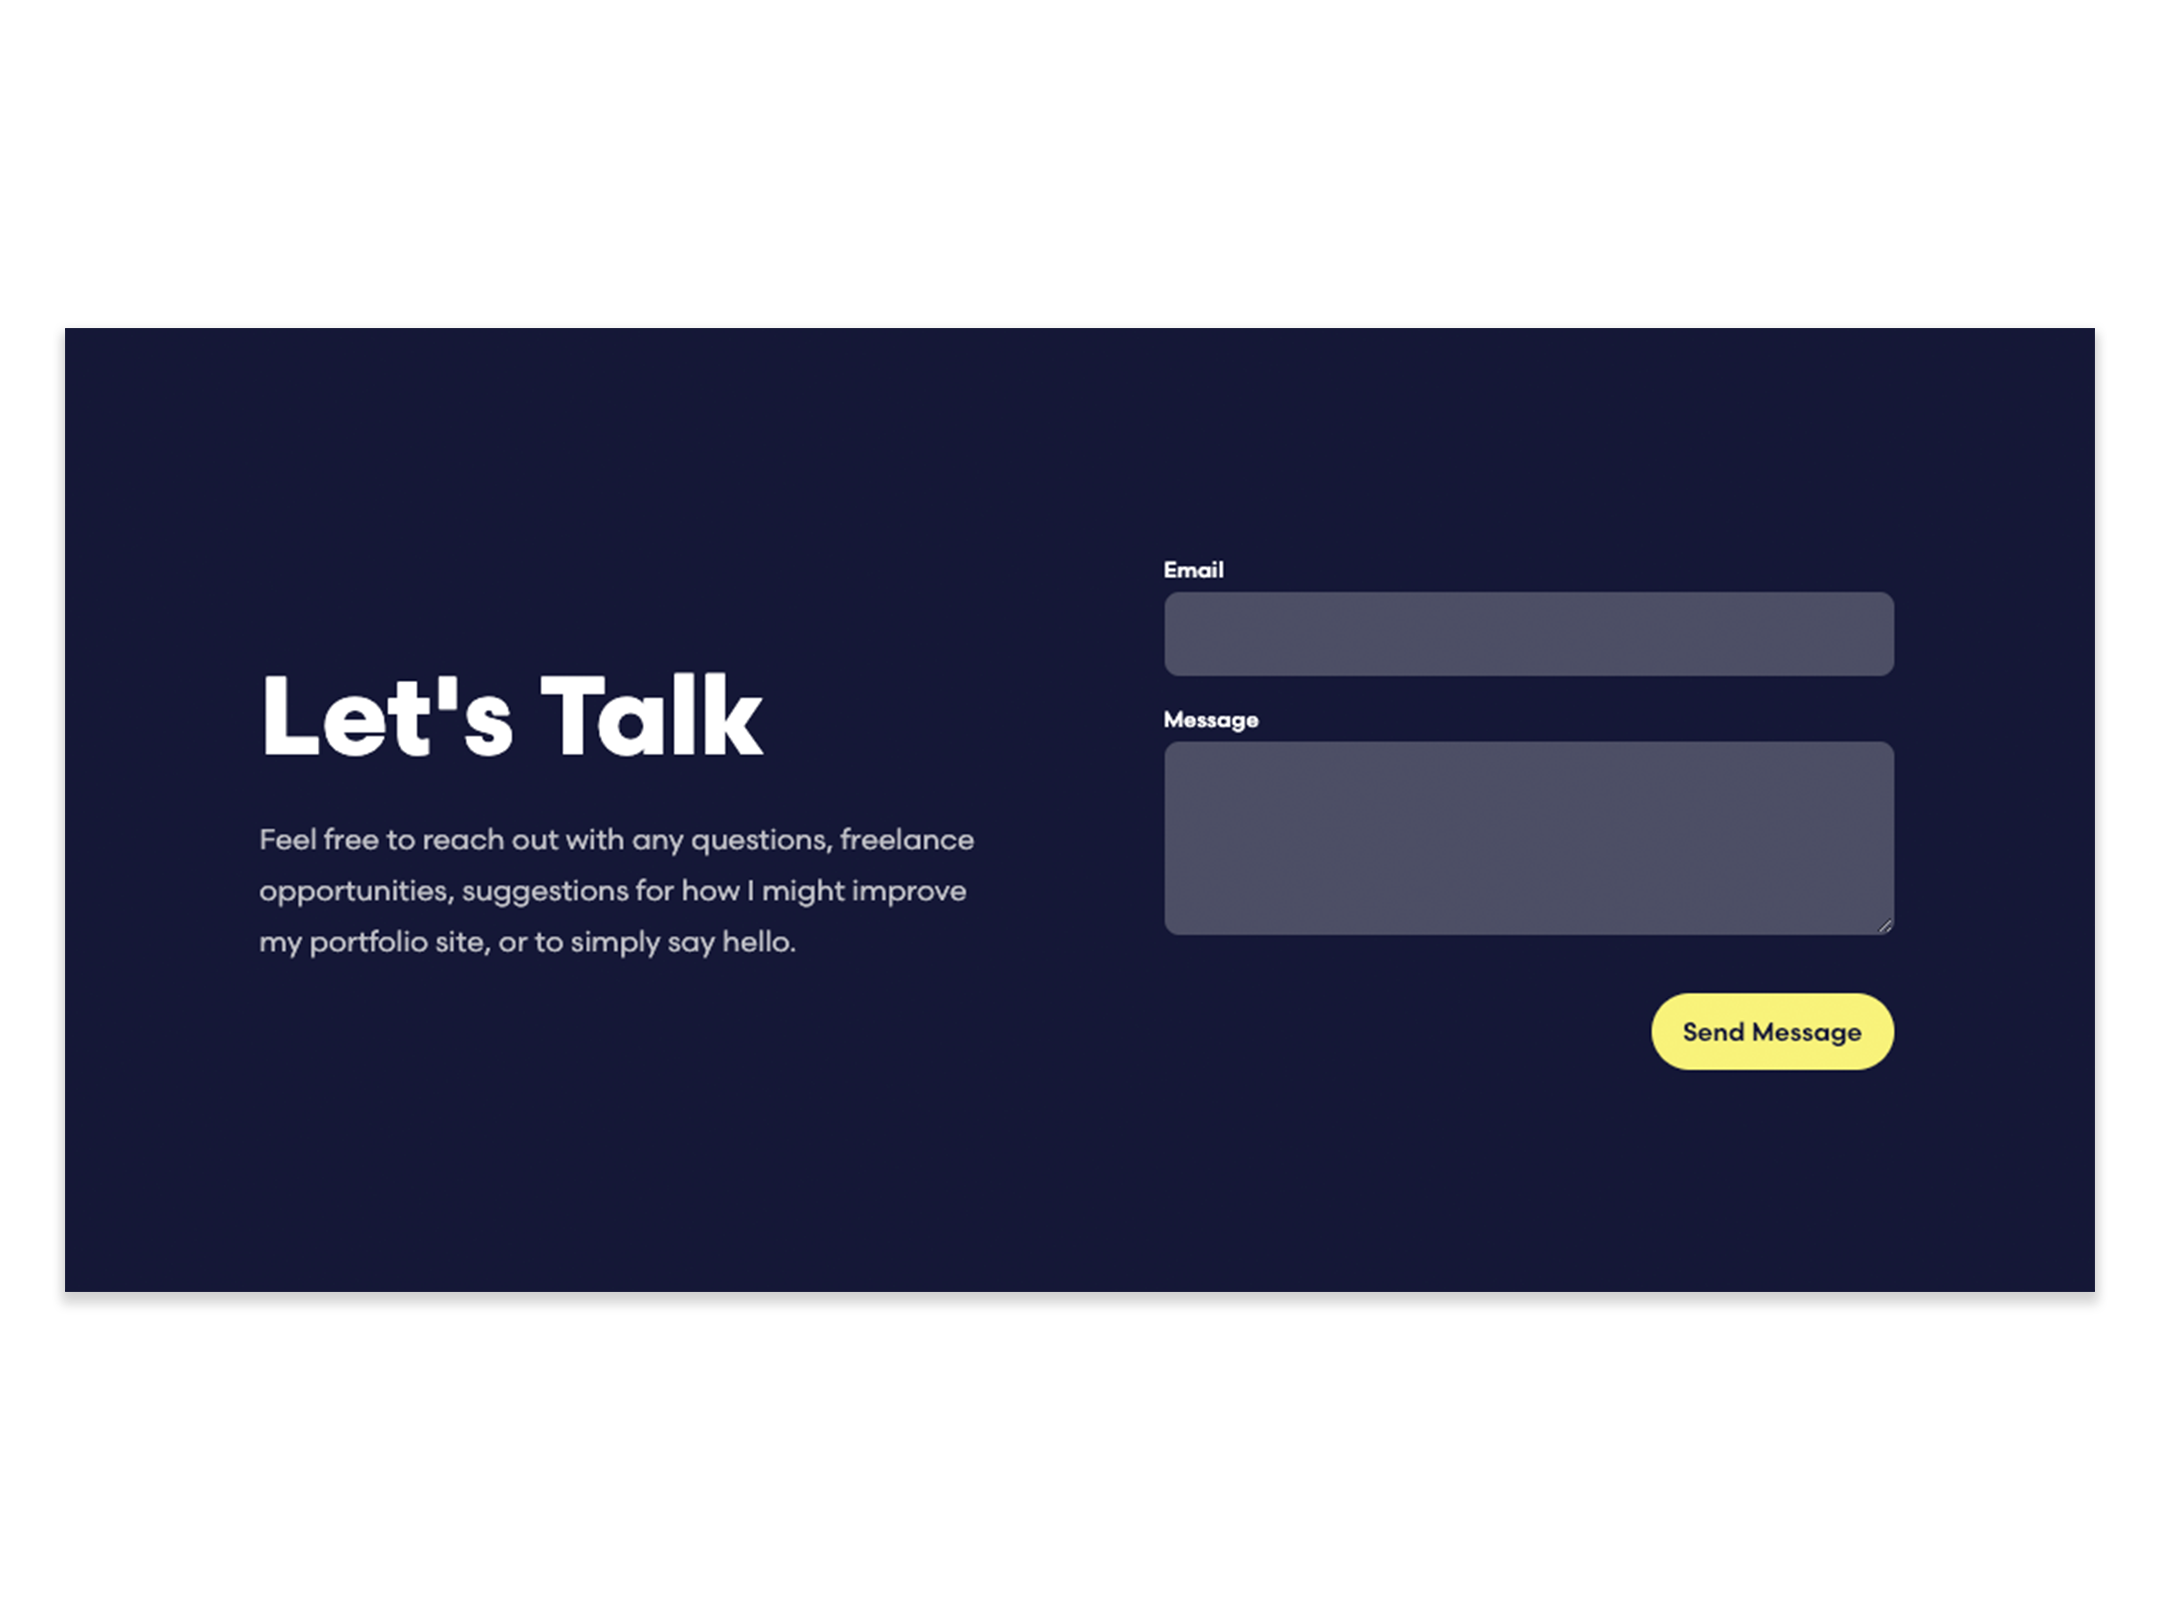 Let's Talk
Feel free to reach out with any questions, freelance
opportunities, suggestions for how I might improve
my portfolio site, or to simply say hello.
Email
Message
Send Message